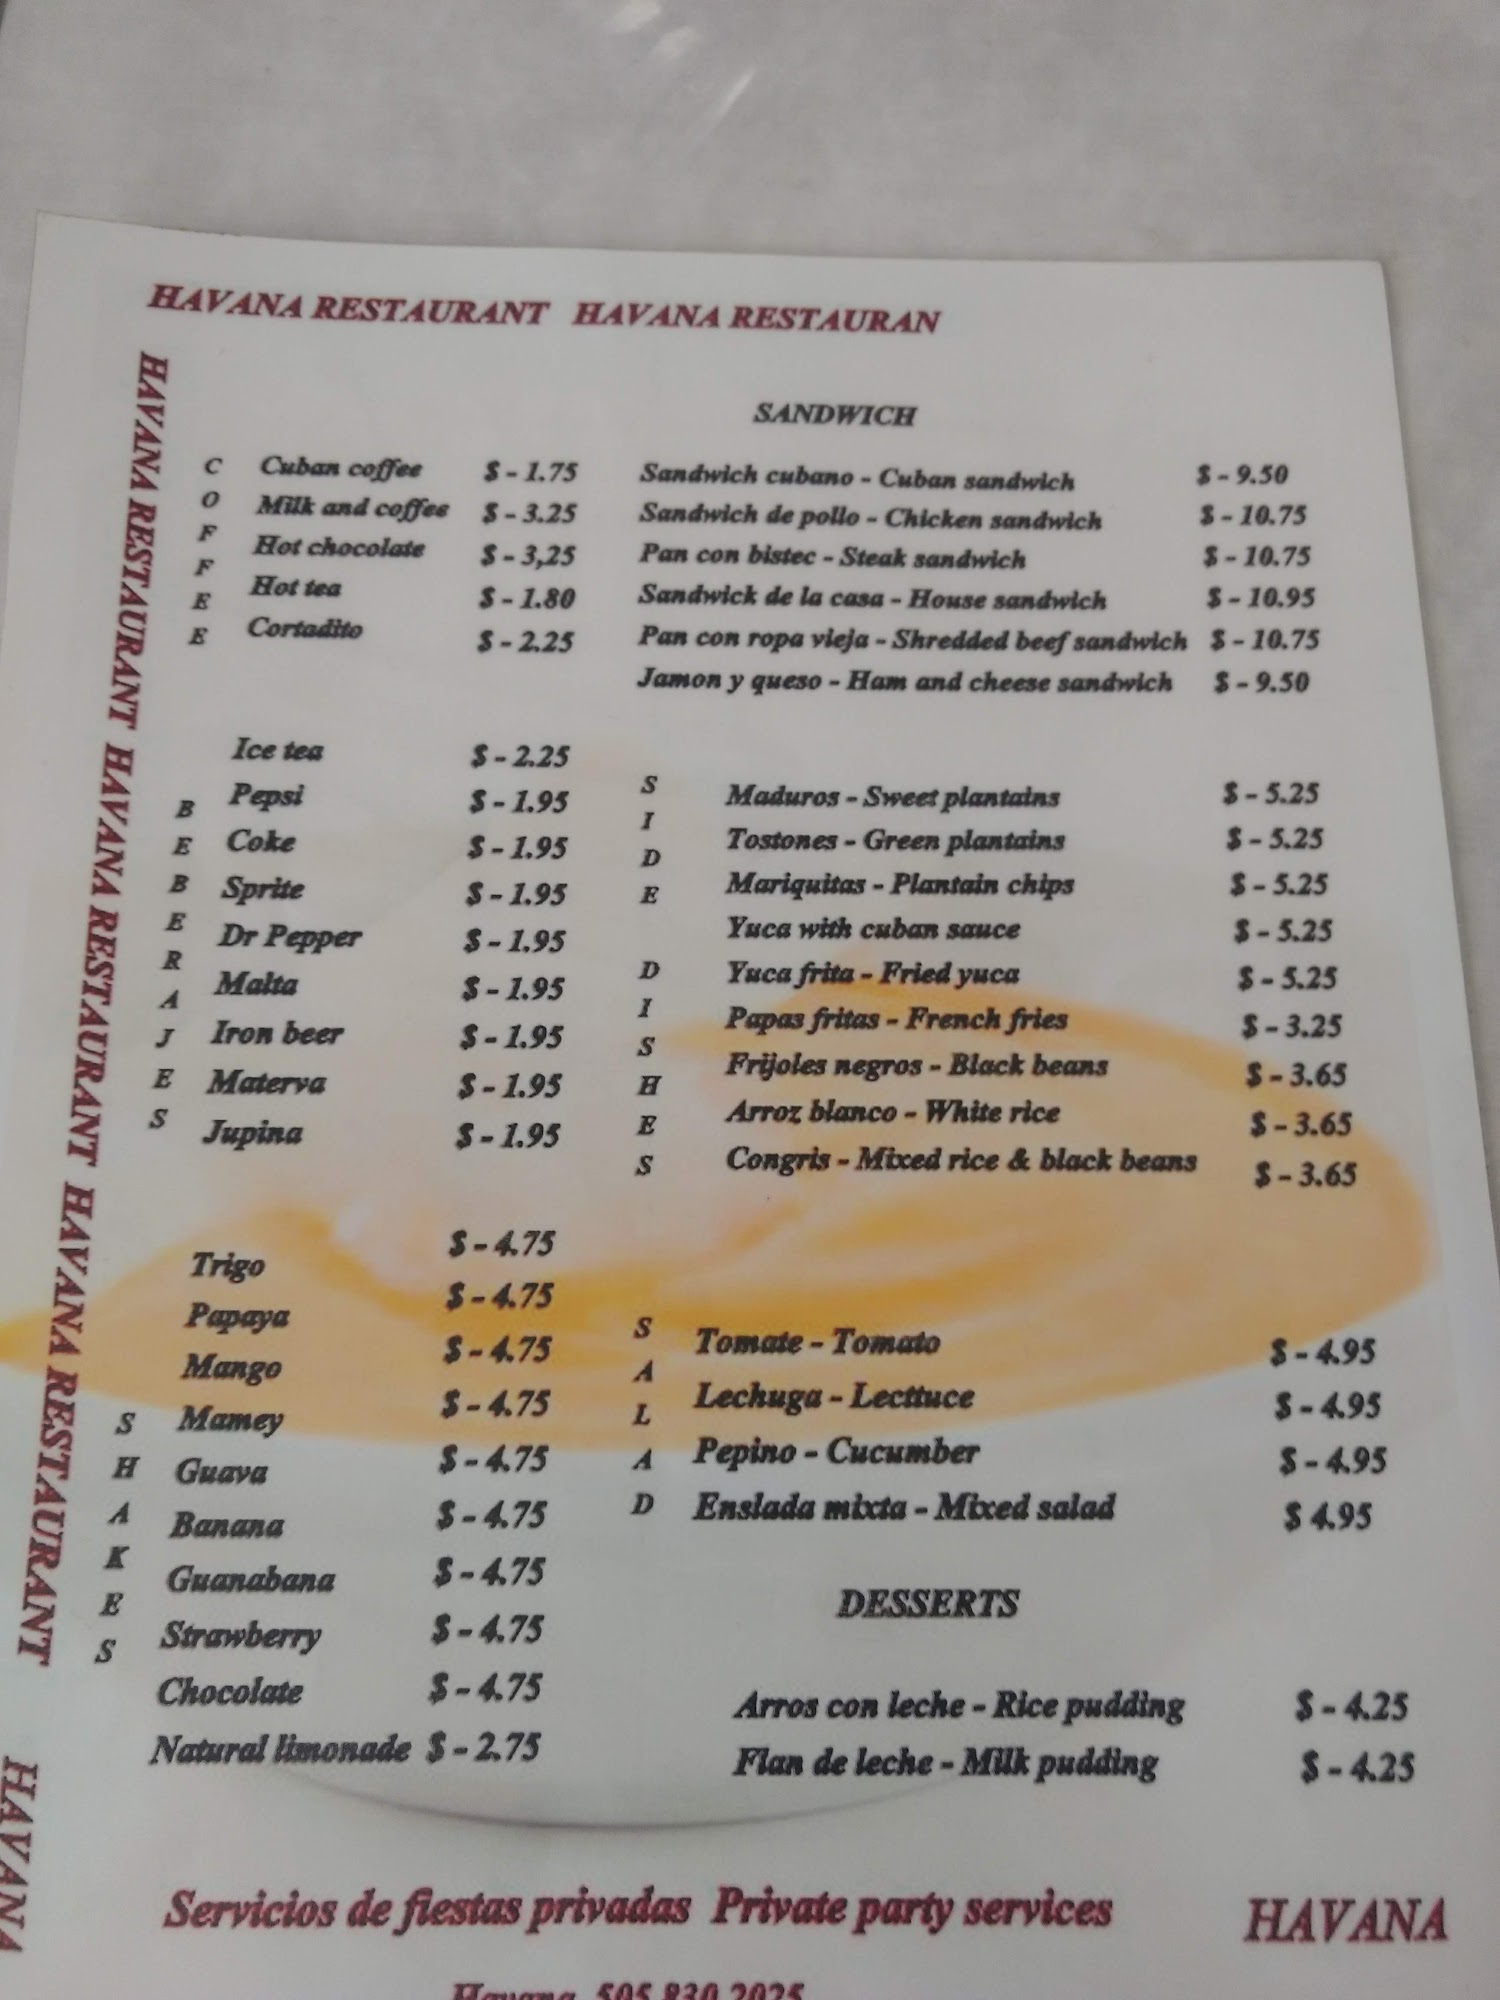 HAVANA RESTAURANT HAVANA RESTAURAN
HAVANA RESTAURANT HAVANA RESTAURANT HAVANA RESTAURANT
HAVANA
COFFEE
Cuban coffee $ - 1.75
Milk and coffee $ - 3.25
Hot chocolate $ - 3,25
Hot tea $ - 1.80
Cortadito $ - 2.25
BEBERAJES
Ice tea $ - 2.25
Pepsi $ - 1.95
Coke $ - 1.95
Sprite $ - 1.95
Dr Pepper $ - 1.95
Malta $ - 1.95
Iron beer $ - 1.95
Materva $ - 1.95
Jupina $ - 1.95
SHAKES
Trigo $ - 4.75
Papaya $ - 4.75
Mango $ - 4.75
Mamey $ - 4.75
Guava $ - 4.75
Banana $ - 4.75
Guanabana $ - 4.75
Strawberry $ - 4.75
Chocolate $ - 4.75
Natural limonade $ - 2.75
SANDWICH
Sandwich cubano - Cuban sandwich $ - 9.50
Sandwich de pollo - Chicken sandwich $ - 10.75
Pan con bistec - Steak sandwich $ - 10.75
Sandwick de la casa - House sandwich $ - 10.95
Pan con ropa vieja - Shredded beef sandwich $ - 10.75
Jamon y queso - Ham and cheese sandwich $ - 9.50
SIDE DISHES
Maduros - Sweet plantains $ - 5.25
Tostones - Green plantains $ - 5.25
Mariquitas - Plantain chips $ - 5.25
Yuca with cuban sauce $ - 5.25
Yuca frita - Fried yuca $ - 5.25
Papas fritas - French fries $ - 3.25
Frijoles negros - Black beans $ - 3.65
Arroz blanco - White rice $ - 3.65
Congris - Mixed rice & black beans $ - 3.65
SALAD
Tomate - Tomato $ - 4.95
Lechuga - Lecttuce $ - 4.95
Pepino - Cucumber $ - 4.95
Enslada mixta - Mixed salad $ 4.95
DESSERTS
Arros con leche - Rice pudding $ - 4.25
Flan de leche - Milk pudding $ - 4.25
Servicios de fiestas privadas Private party services HAVANA
Havana 505 830 2025